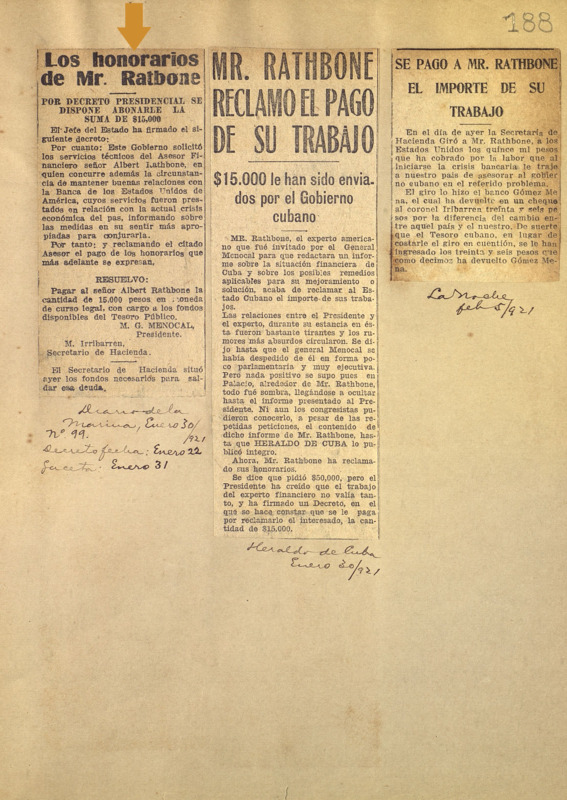 188
Los honorarios
de Mr. Ratbone
POR DECRETO PRESIDENCIAL SE
DISPONE ABONARLE LA
SUMA DE $15.000
El Jefe del Estado ha firmado el si-
guiente decreto:
Por cuanto: Este Gobierno solicitó
los servicios técnicos del Asesor Fi-
nanciero señor Albert Lathbone, en
quien concurre además la circunstan-
cia de mantener buenas relaciones con
la Banca de los Estados Unidos de
América, cuyos servicios fueron pres-
tados en relación con la actual crisis
económica del país, informando sobre
las medidas en su sentir más apro-
piadas para conjurarla.
Por tanto; y reclamando el citado
Asesor el pago de los honorarios que
más adelante se expresan,
RESUELVO:
Pagar al señor Albert Rathbone la
cantidad de 15.000 pesos en moneda
de curso legal, con cargo a los fondos
disponibles del Tesoro Público.
M. G. MENOCAL,
Presidente.
M. Irribarren,
Secretario de Hacienda.
El Secretario de Hacienda situó
ayer los fondos necesarios para sal-
dar esa deuda.
Diario de la
Marina, Enero 30/921
Nº 99.
Decreto fecha: Enero 22
Gaceta: Enero 31
MR. RATHBONE
RECLAMO EL PAGO
DE SU TRABAJO
$15.000 le han sido envia-
dos por el Gobierno
cubano
MR. Rathbone, el experto america-
no que fué invitado por el General
Menocal para que redactara un infor-
me sobre la situación financiera de
Cuba y sobre los posibles remedios
aplicables para su mejoramiento o
solución, acaba de reclamar al Es-
tado Cubano el importe de sus traba-
jos.
Las relaciones entre el Presidente y
el experto, durante su estancia en és-
ta fueron bastante tirantes y los ru-
mores más absurdos circularon. Se di-
jo hasta que el general Menocal se
había despedido de él en forma po-
co parlamentaria y muy ejecutiva.
Pero nada positivo se supo pues en
Palacio, alrededor de Mr. Rathbone,
todo fué sombra, llegándose a ocultar
hasta el informe presentado al Pre-
sidente. Ni aun los congresistas pu-
dieron conocerlo, a pesar de las re-
petidas peticiones, el contenido de
dicho informe de Mr. Rathbone, has-
ta que HERALDO DE CUBA lo pu-
blicó íntegro.
Ahora, Mr. Rathbone ha reclama-
do sus honorarios.
Se dice que pidió $50,000, pero el
Presidente ha creído que el trabajo
del experto financiero no valía tan-
to, y ha firmado un Decreto, en el
que se hace constar que se le paga
por reclamarlo el interesado, la can-
tidad de $15.000.
Heraldo de Cuba
Enero 30/921
SE PAGO A MR. RATHBONE
EL IMPORTE DE SU
TRABAJO
En el día de ayer la Secretaría de
Hacienda Giró a Mr. Rathbone, a los
Estados Unidos los quince mil pesos
que ha cobrado por la labor que al
iniciarse la crisis bancaria le trajo
a nuestro país de asesorar al gobier
no cubano en el referido problema.
El giro lo hizo el banco Gómez Me
na, el cual ha devuelto en un cheque
al coronel Iribarren treinta y seis pe
sos por la diferencia del cambio en-
tre aquel país y el nuestro. De suerte
que el Tesoro cubano, en lugar de
costarle el giro en cuestión, se le han
ingresado los treinta y seis pesos que
como decimos ha devuelto Gómez Me-
na.
La Noche
feb 5/921